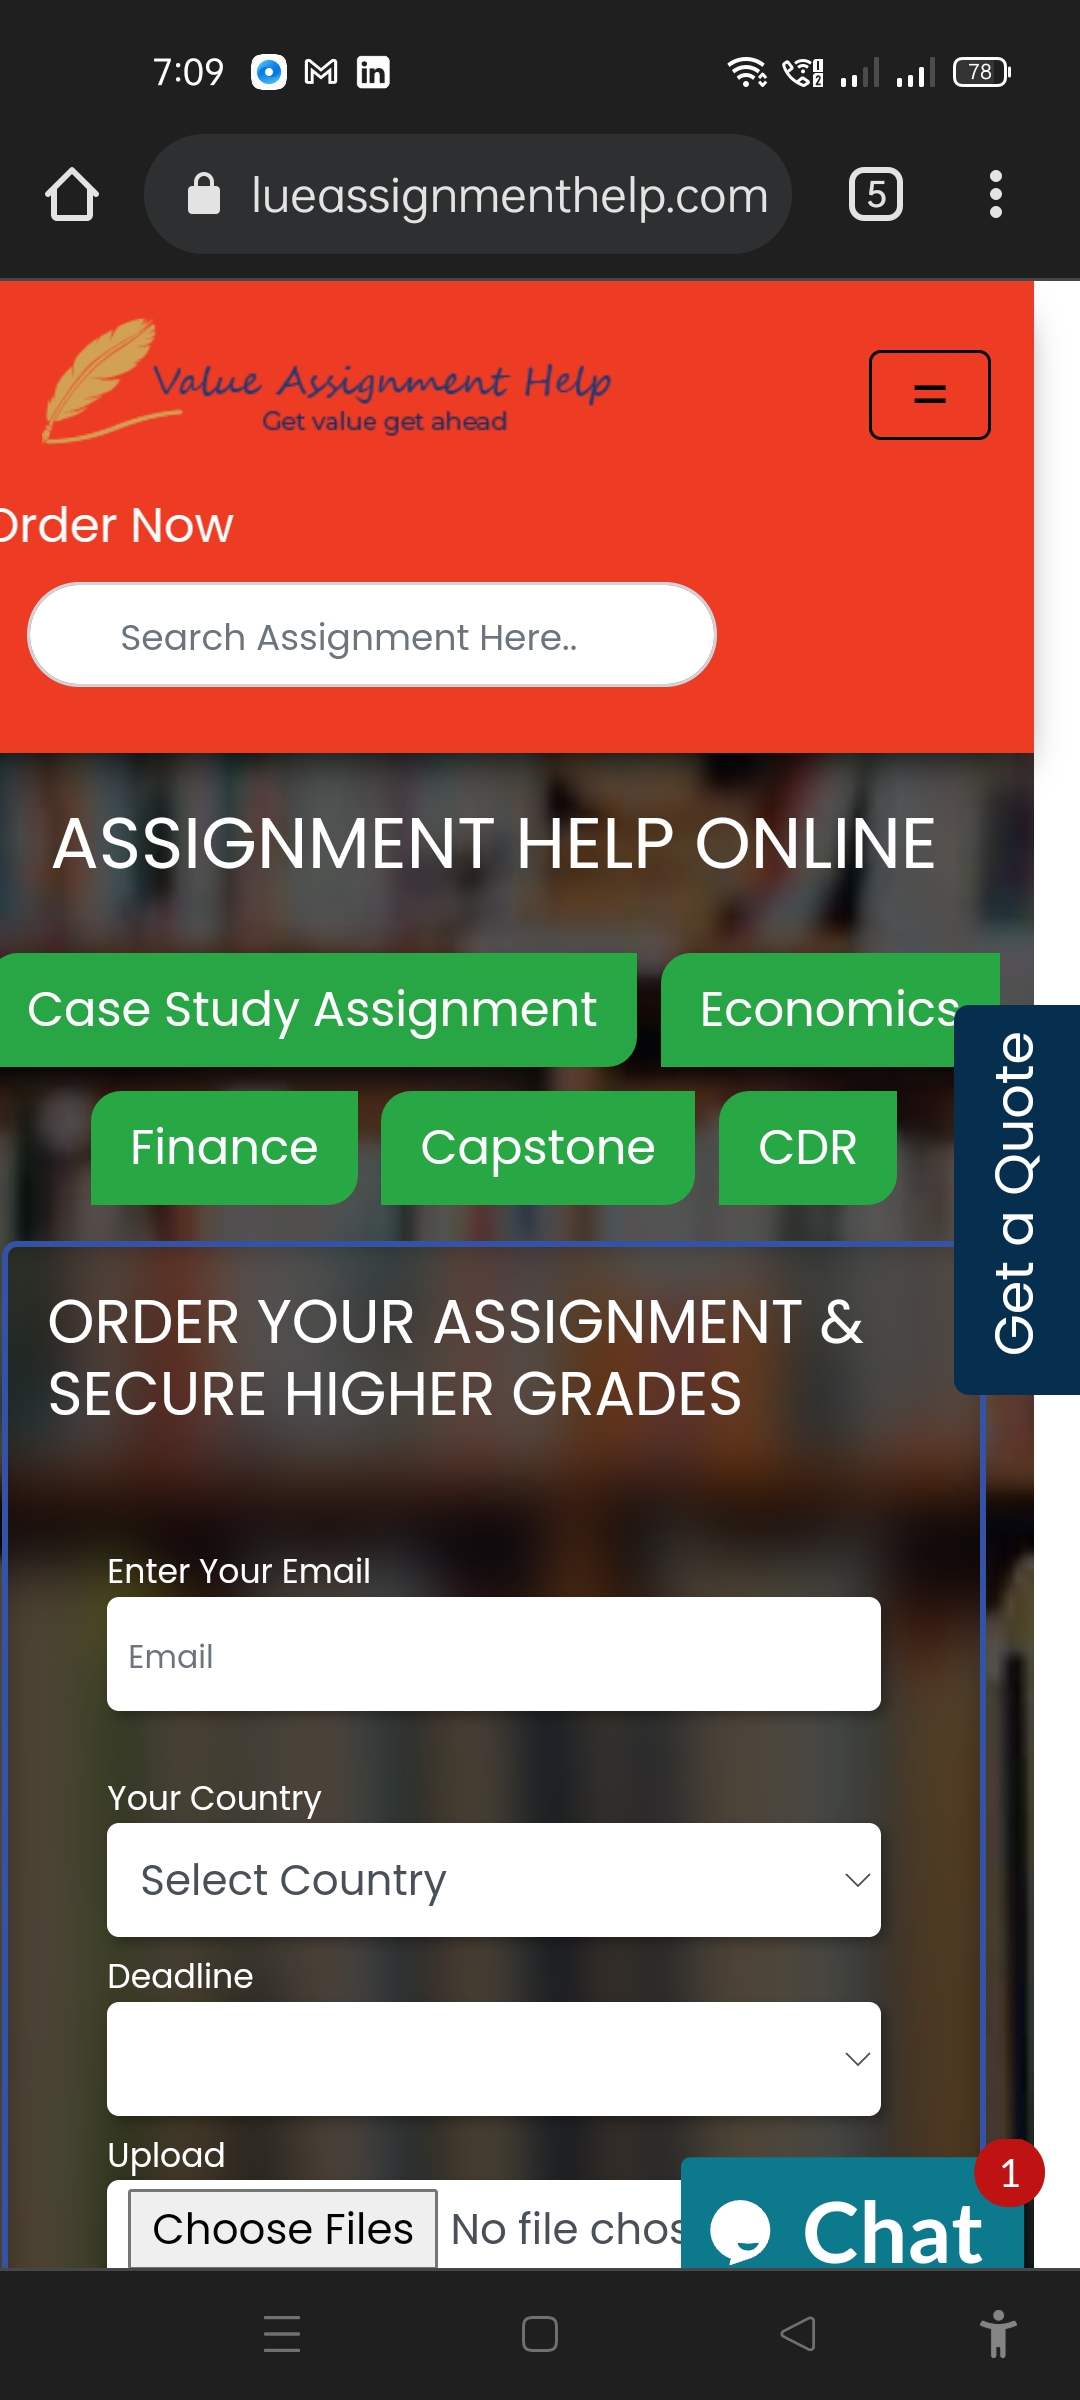 7:09
78
lueassignmenthelp.com
5
Value Assignment Help
Get value get ahead
=
Order Now
Search Assignment Here..
ASSIGNMENT HELP ONLINE
Case Study Assignment
Economics
Get a Quote
Finance
Capstone
CDR
ORDER YOUR ASSIGNMENT &
SECURE HIGHER GRADES
Enter Your Email
Email
Your Country
Select Country
Deadline
Upload
Choose Files No file chos
1
Chat